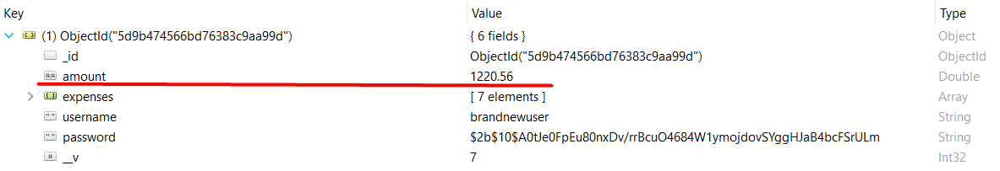 Key Value Type
(1) ObjectId("5d9b474566bd76383c9aa99d") { 6 fields } Object
_id ObjectId("5d9b474566bd76383c9aa99d") ObjectId
#.# amount 1220.56 Double
expenses [ 7 elements ] Array
" " username brandnewuser String
" " password $2b$10$A0tJe0FpEu80nxDv/rrBcuO4684W1ymojdovSYggHJaB4bcFSrULm String
# __v 7 Int32